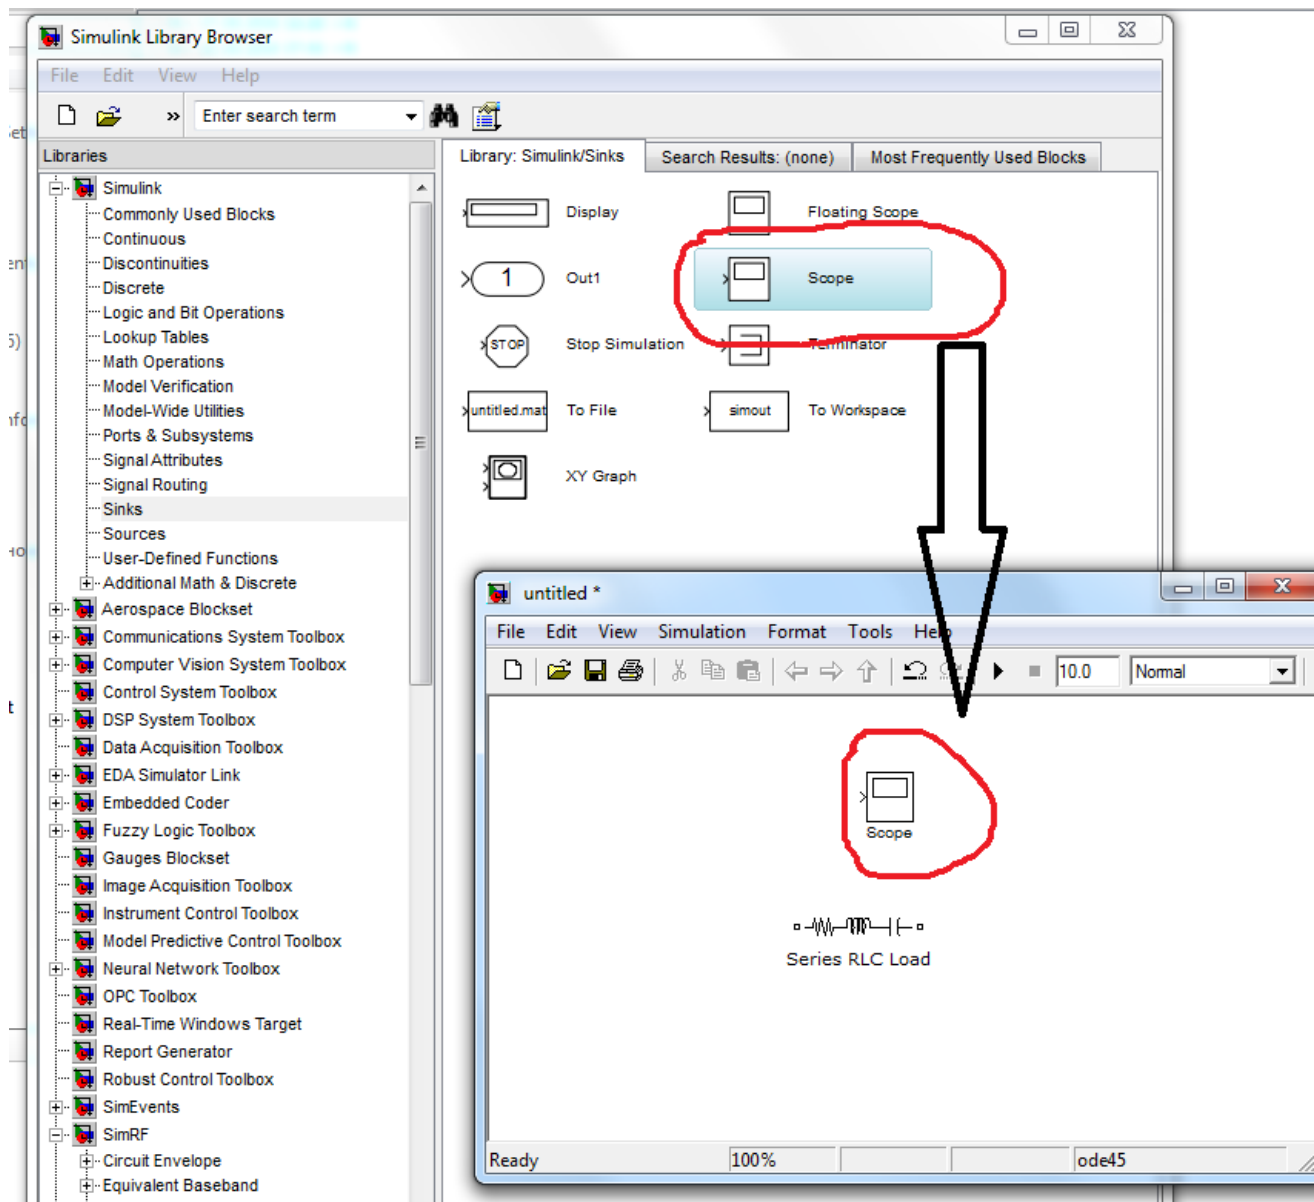 Simulink Library Browser
File Edit View Help
» Enter search term
Libraries
Library: Simulink/Sinks Search Results: (none) Most Frequently Used Blocks
Simulink
Commonly Used Blocks
Continuous
Discontinuities
Discrete
Logic and Bit Operations
Lookup Tables
Math Operations
Model Verification
Model-Wide Utilities
Ports & Subsystems
Signal Attributes
Signal Routing
Sinks
Sources
User-Defined Functions
Additional Math & Discrete
Aerospace Blockset
Communications System Toolbox
Computer Vision System Toolbox
Control System Toolbox
DSP System Toolbox
Data Acquisition Toolbox
EDA Simulator Link
Embedded Coder
Fuzzy Logic Toolbox
Gauges Blockset
Image Acquisition Toolbox
Instrument Control Toolbox
Model Predictive Control Toolbox
Neural Network Toolbox
OPC Toolbox
Real-Time Windows Target
Report Generator
Robust Control Toolbox
SimEvents
SimRF
Circuit Envelope
Equivalent Baseband
Display Floating Scope
1 Out1 Scope
STOP Stop Simulation Terminator
untitled.mat To File simout To Workspace
XY Graph
untitled *
File Edit View Simulation Format Tools Help
10.0 Normal
Scope
Series RLC Load
Ready 100% ode45